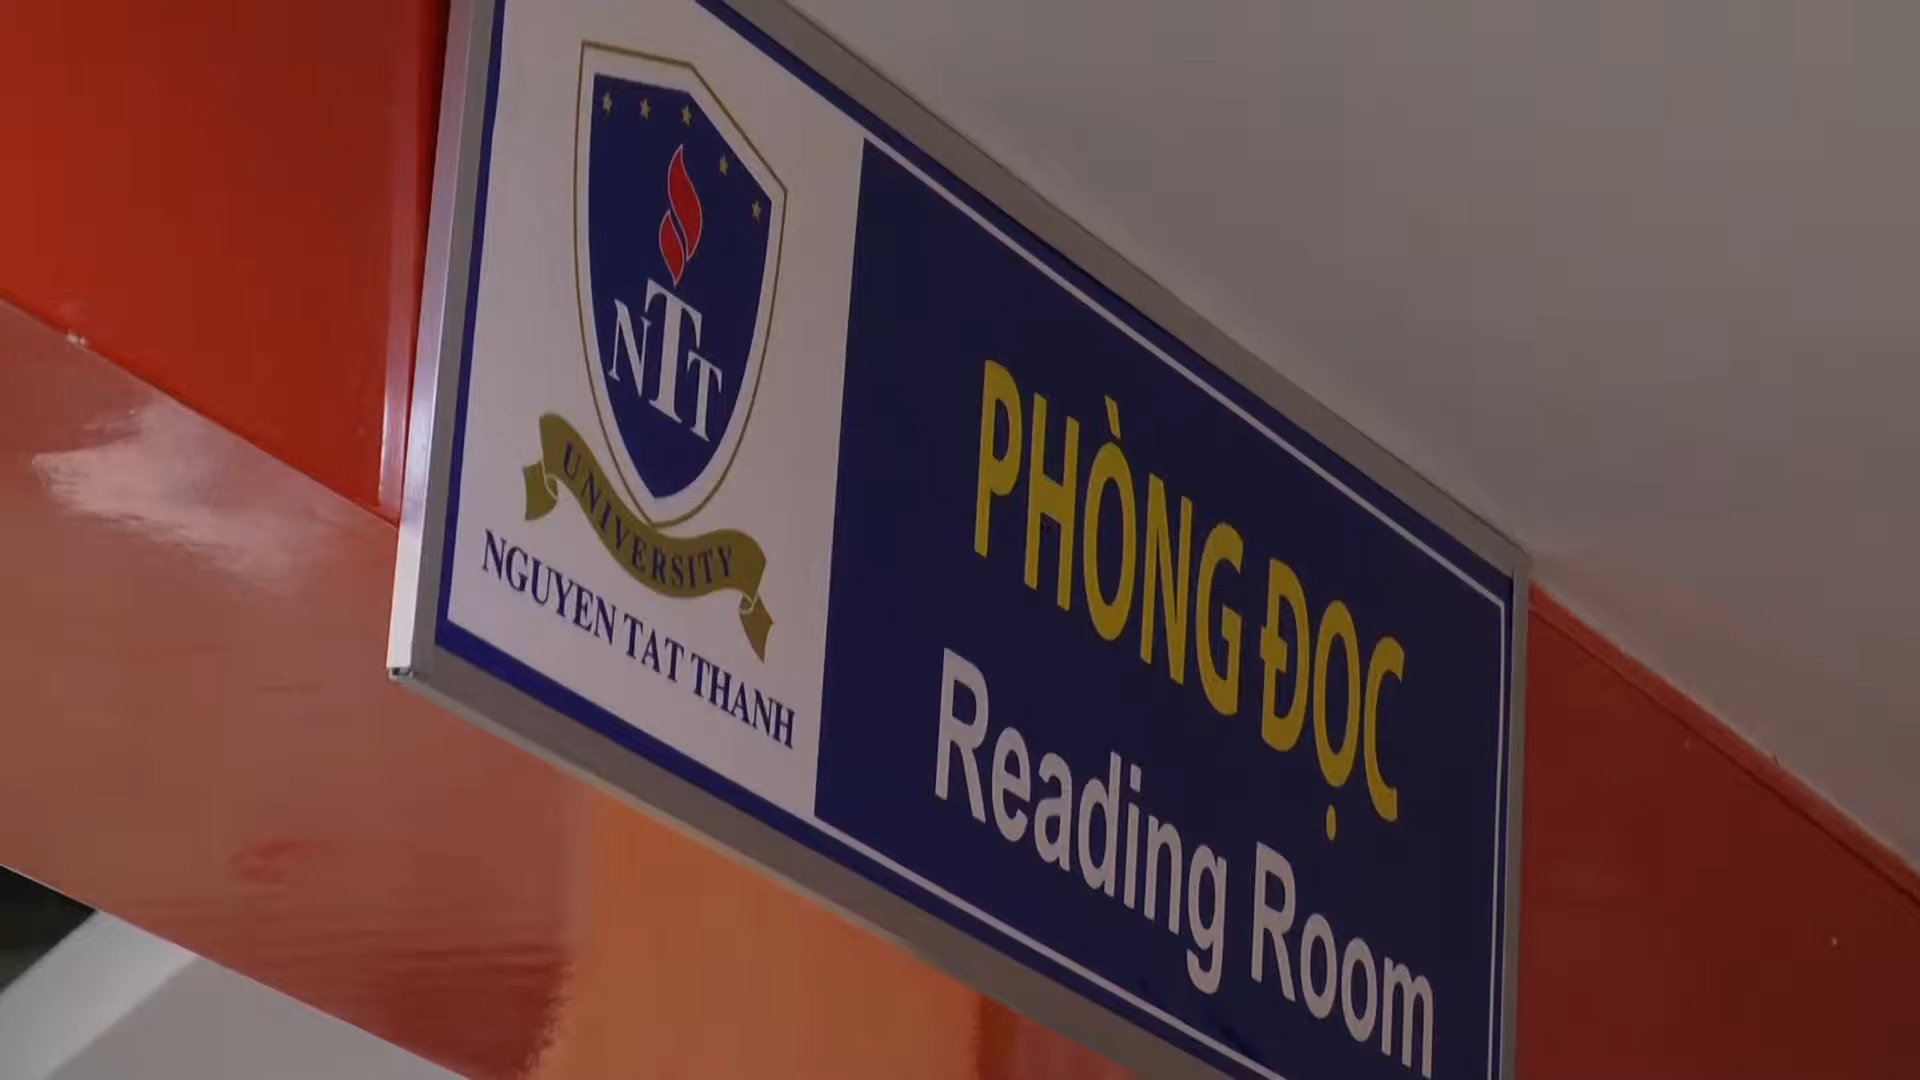 NTT
UNIVERSITY
NGUYEN TAT THANH
PHÒNG ĐỌC
Reading Room